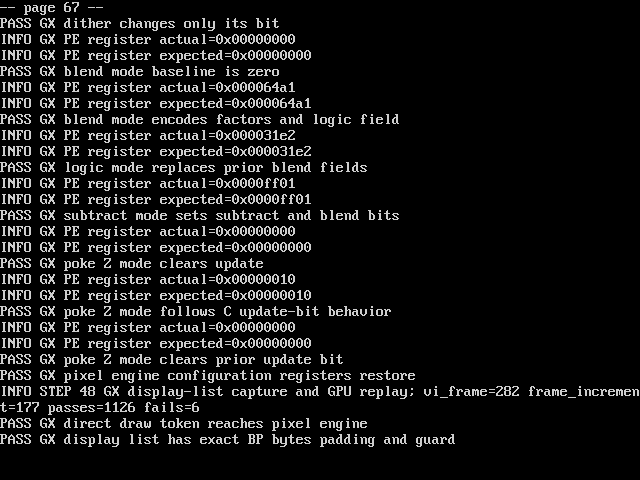 -- page 67 --
PASS GX dither changes only its bit
INFO GX PE register actual=0x00000000
INFO GX PE register expected=0x00000000
PASS GX blend mode baseline is zero
INFO GX PE register actual=0x000064a1
INFO GX PE register expected=0x000064a1
PASS GX blend mode encodes factors and logic field
INFO GX PE register actual=0x000031e2
INFO GX PE register expected=0x000031e2
PASS GX logic mode replaces prior blend fields
INFO GX PE register actual=0x0000ff01
INFO GX PE register expected=0x0000ff01
PASS GX subtract mode sets subtract and blend bits
INFO GX PE register actual=0x00000000
INFO GX PE register expected=0x00000000
PASS GX poke Z mode clears update
INFO GX PE register actual=0x00000010
INFO GX PE register expected=0x00000010
PASS GX poke Z mode follows C update-bit behavior
INFO GX PE register actual=0x00000000
INFO GX PE register expected=0x00000000
PASS GX poke Z mode clears prior update bit
PASS GX pixel engine configuration registers restore
INFO STEP 48 GX display-list capture and GPU replay; vi_frame=282 frame_incremen
t=177 passes=1126 fails=6
PASS GX direct draw token reaches pixel engine
PASS GX display list has exact BP bytes padding and guard